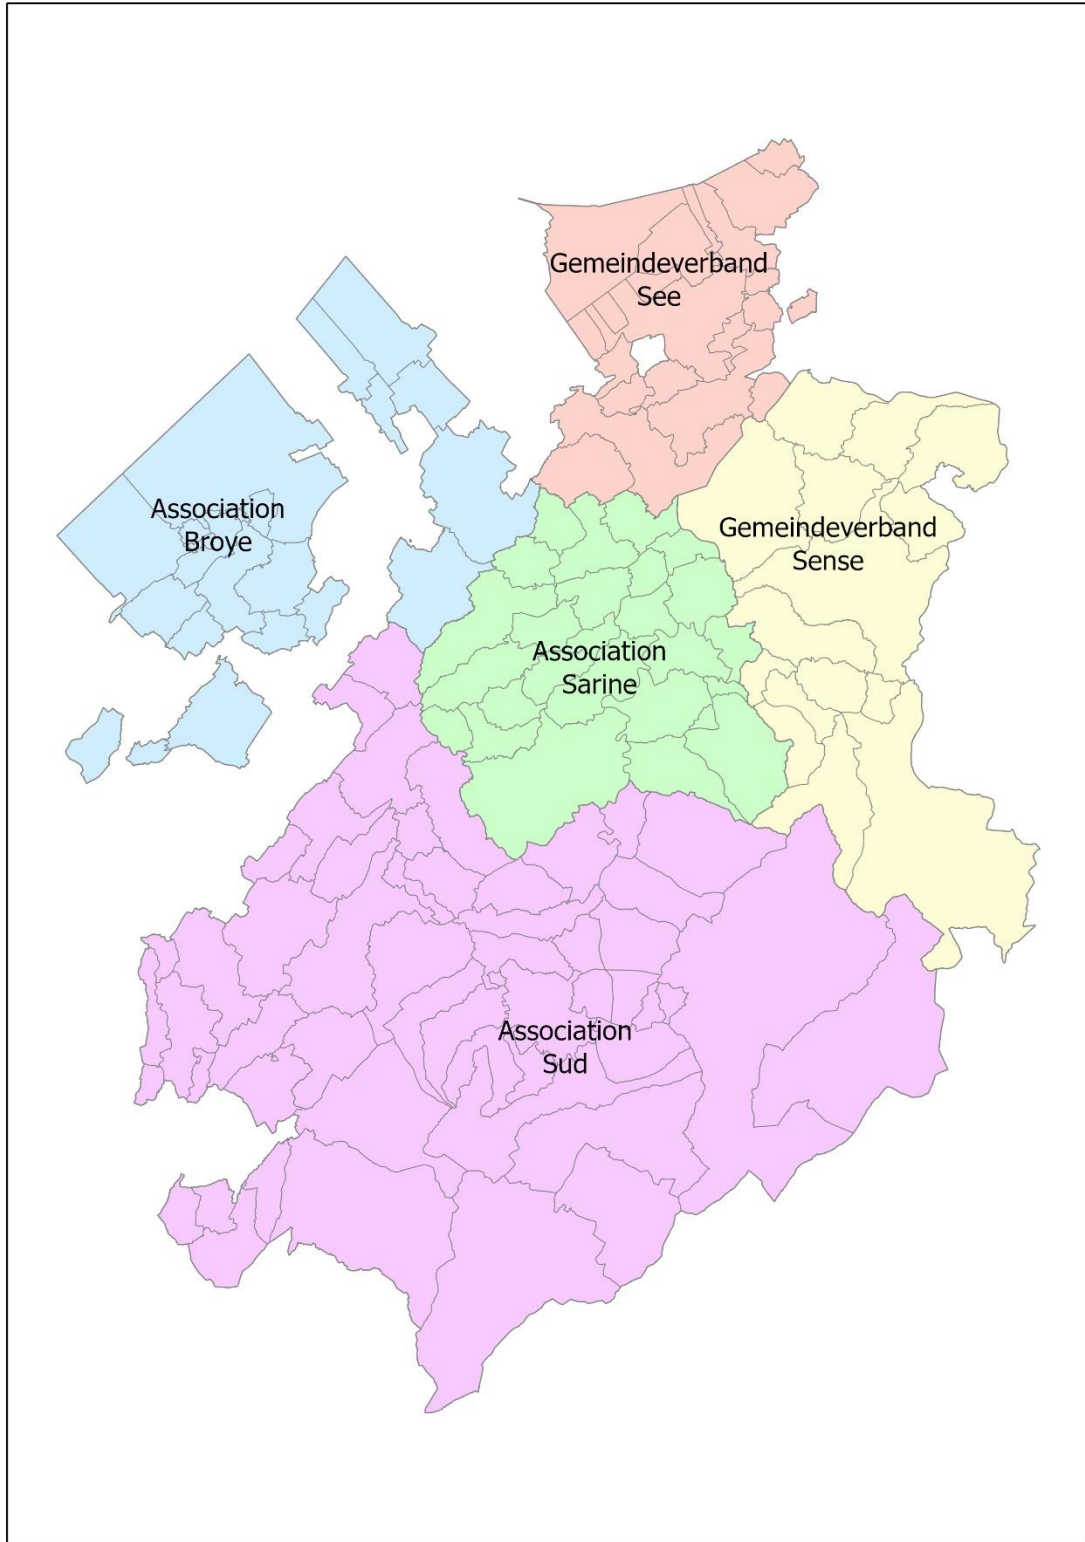 Gemeindeverband
See
Association
Broye
Gemeindeverband
Sense
Association
Sarine
Association
Sud